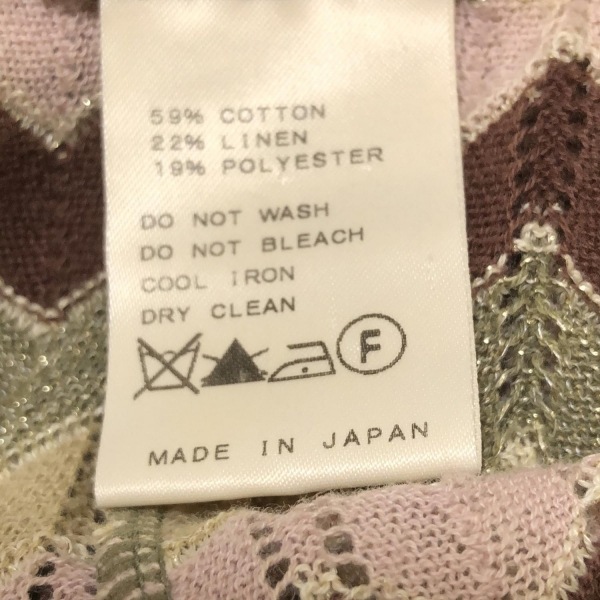 59% COTTON
22% LINEN
19% POLYESTER
DO NOT WASH
DO NOT BLEACH
COOL IRON
DRY CLEAN
F
MADE IN JAPAN